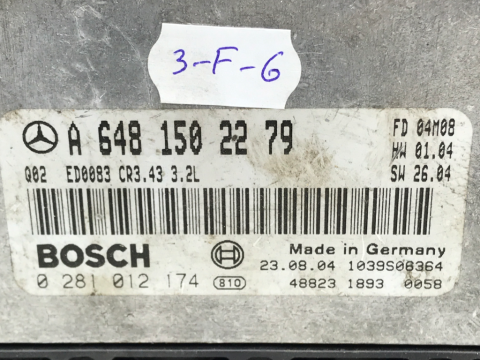 3-F-6
A 648 150 22 79
FD 04M08
HW 01.04
SW 26.04
Q02 ED0083 CR3.43 3.2L
BOSCH
Made in Germany
23.08.04 1039S08364
0 281 012 174 810
48823 1893 0058